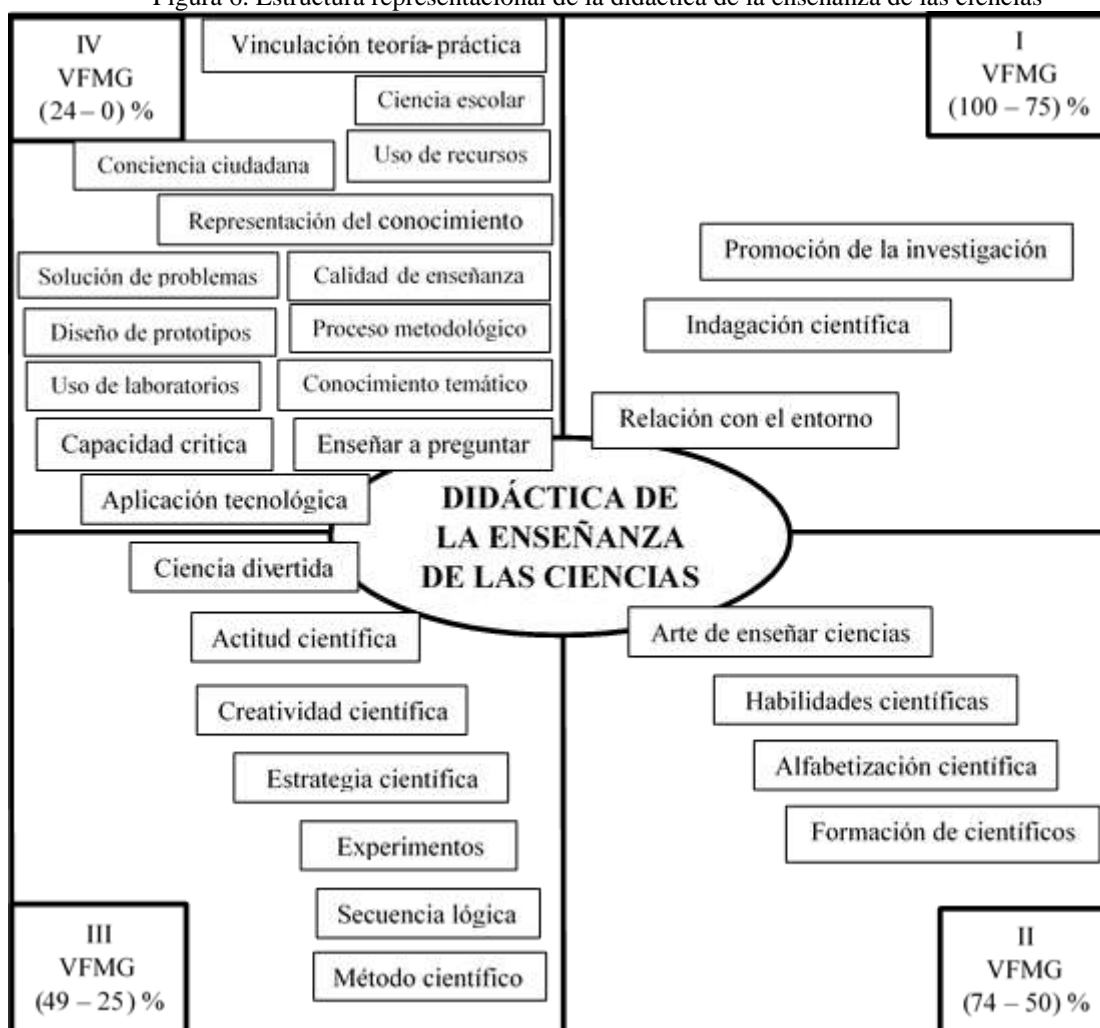 Figura 6. Estructura representacional de la didáctica de la enseñanza de las ciencias
IV
VFMG
(24 – 0) %
Vinculación teoría-práctica
Ciencia escolar
Conciencia ciudadana
Uso de recursos
Representación del conocimiento
Solución de problemas
Calidad de enseñanza
Diseño de prototipos
Proceso metodológico
Uso de laboratorios
Conocimiento temático
Capacidad critica
Enseñar a preguntar
Aplicación tecnológica
I
VFMG
(100 – 75) %
Promoción de la investigación
Indagación científica
Relación con el entorno
DIDÁCTICA DE
LA ENSEÑANZA
DE LAS CIENCIAS
Ciencia divertida
Actitud científica
Creatividad científica
Estrategia científica
Experimentos
Secuencia lógica
Método científico
III
VFMG
(49 – 25) %
Arte de enseñar ciencias
Habilidades científicas
Alfabetización científica
Formación de científicos
II
VFMG
(74 – 50) %